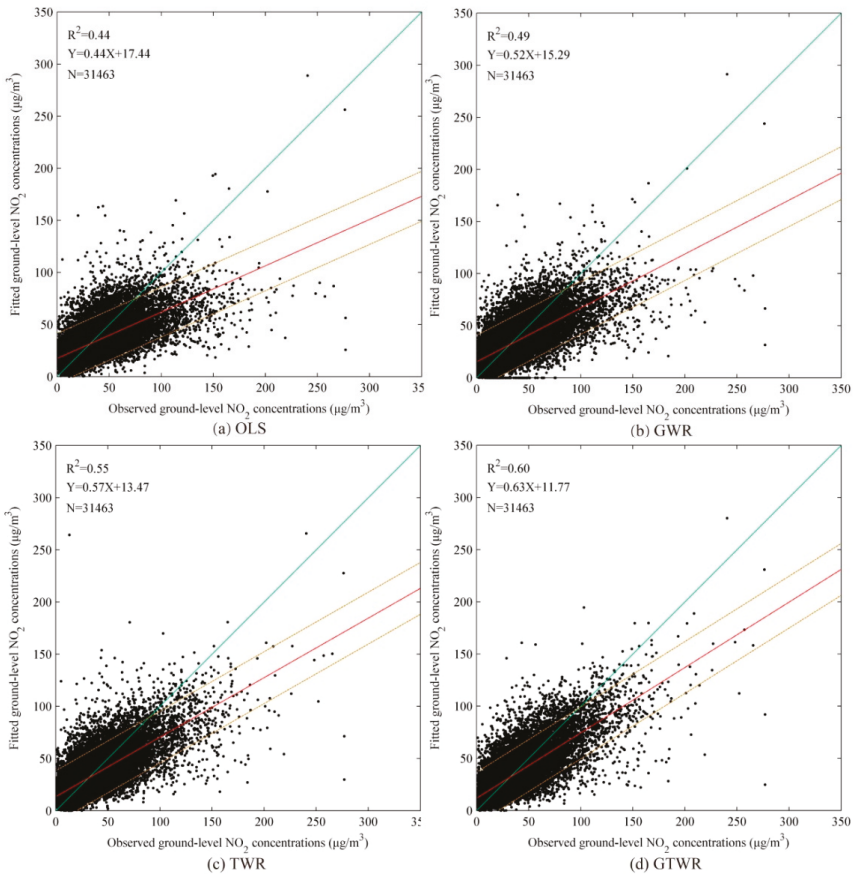 350
300
250
200
150
100
50
0
Fitted ground-level NO₂ concentrations (μg/m³)
R²=0.44
Y=0.44X+17.44
N=31463
0 50 100 150 200 250 300 350
Observed ground-level NO₂ concentrations (μg/m³)
(a) OLS
350
300
250
200
150
100
50
0
Fitted ground-level NO₂ concentrations (μg/m³)
R²=0.49
Y=0.52X+15.29
N=31463
0 50 100 150 200 250 300 350
Observed ground-level NO₂ concentrations (μg/m³)
(b) GWR
350
300
250
200
150
100
50
0
Fitted ground-level NO₂ concentrations (μg/m³)
R²=0.55
Y=0.57X+13.47
N=31463
0 50 100 150 200 250 300 350
Observed ground-level NO₂ concentrations (μg/m³)
(c) TWR
350
300
250
200
150
100
50
0
Fitted ground-level NO₂ concentrations (μg/m³)
R²=0.60
Y=0.63X+11.77
N=31463
0 50 100 150 200 250 300 350
Observed ground-level NO₂ concentrations (μg/m³)
(d) GTWR